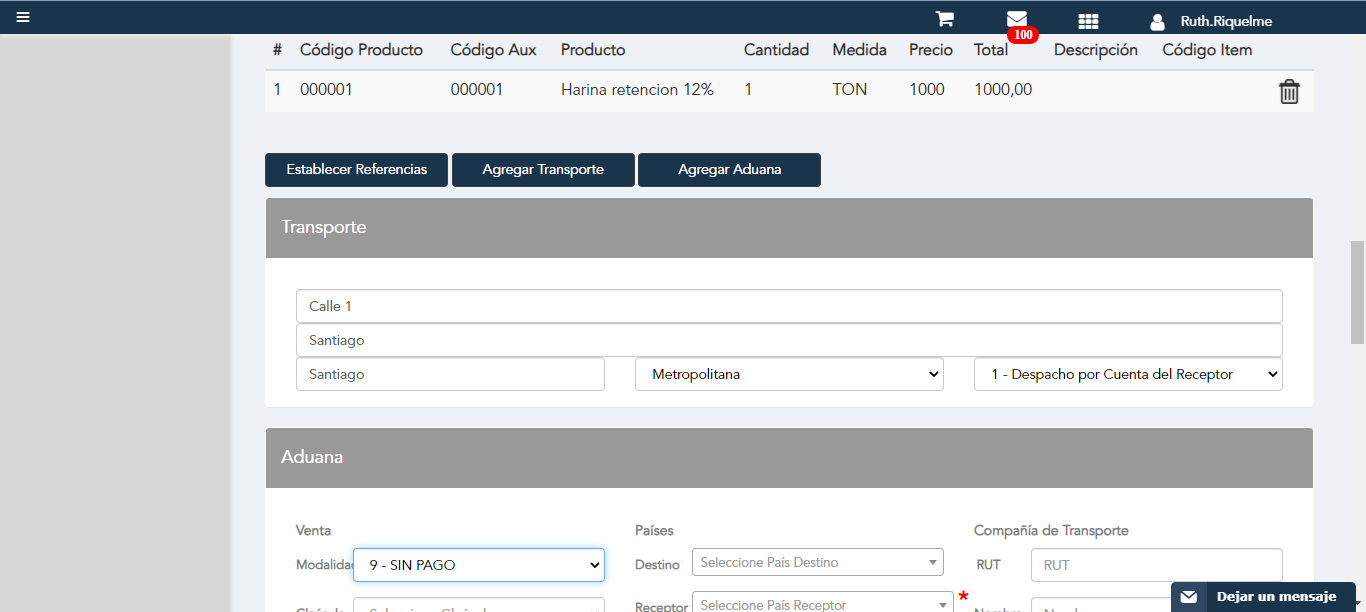 Ruth.Riquelme
100
# Código Producto Código Aux Producto Cantidad Medida Precio Total Descripción Código Item
1 000001 000001 Harina retencion 12% 1 TON 1000 1000,00
Establecer Referencias Agregar Transporte Agregar Aduana
Transporte
Calle 1
Santiago
Santiago Metropolitana 1 - Despacho por Cuenta del Receptor
Aduana
Venta Países Compañía de Transporte
Modalidad 9 - SIN PAGO Destino Seleccione País Destino RUT RUT
Receptor Seleccione País Receptor *
Dejar un mensaje